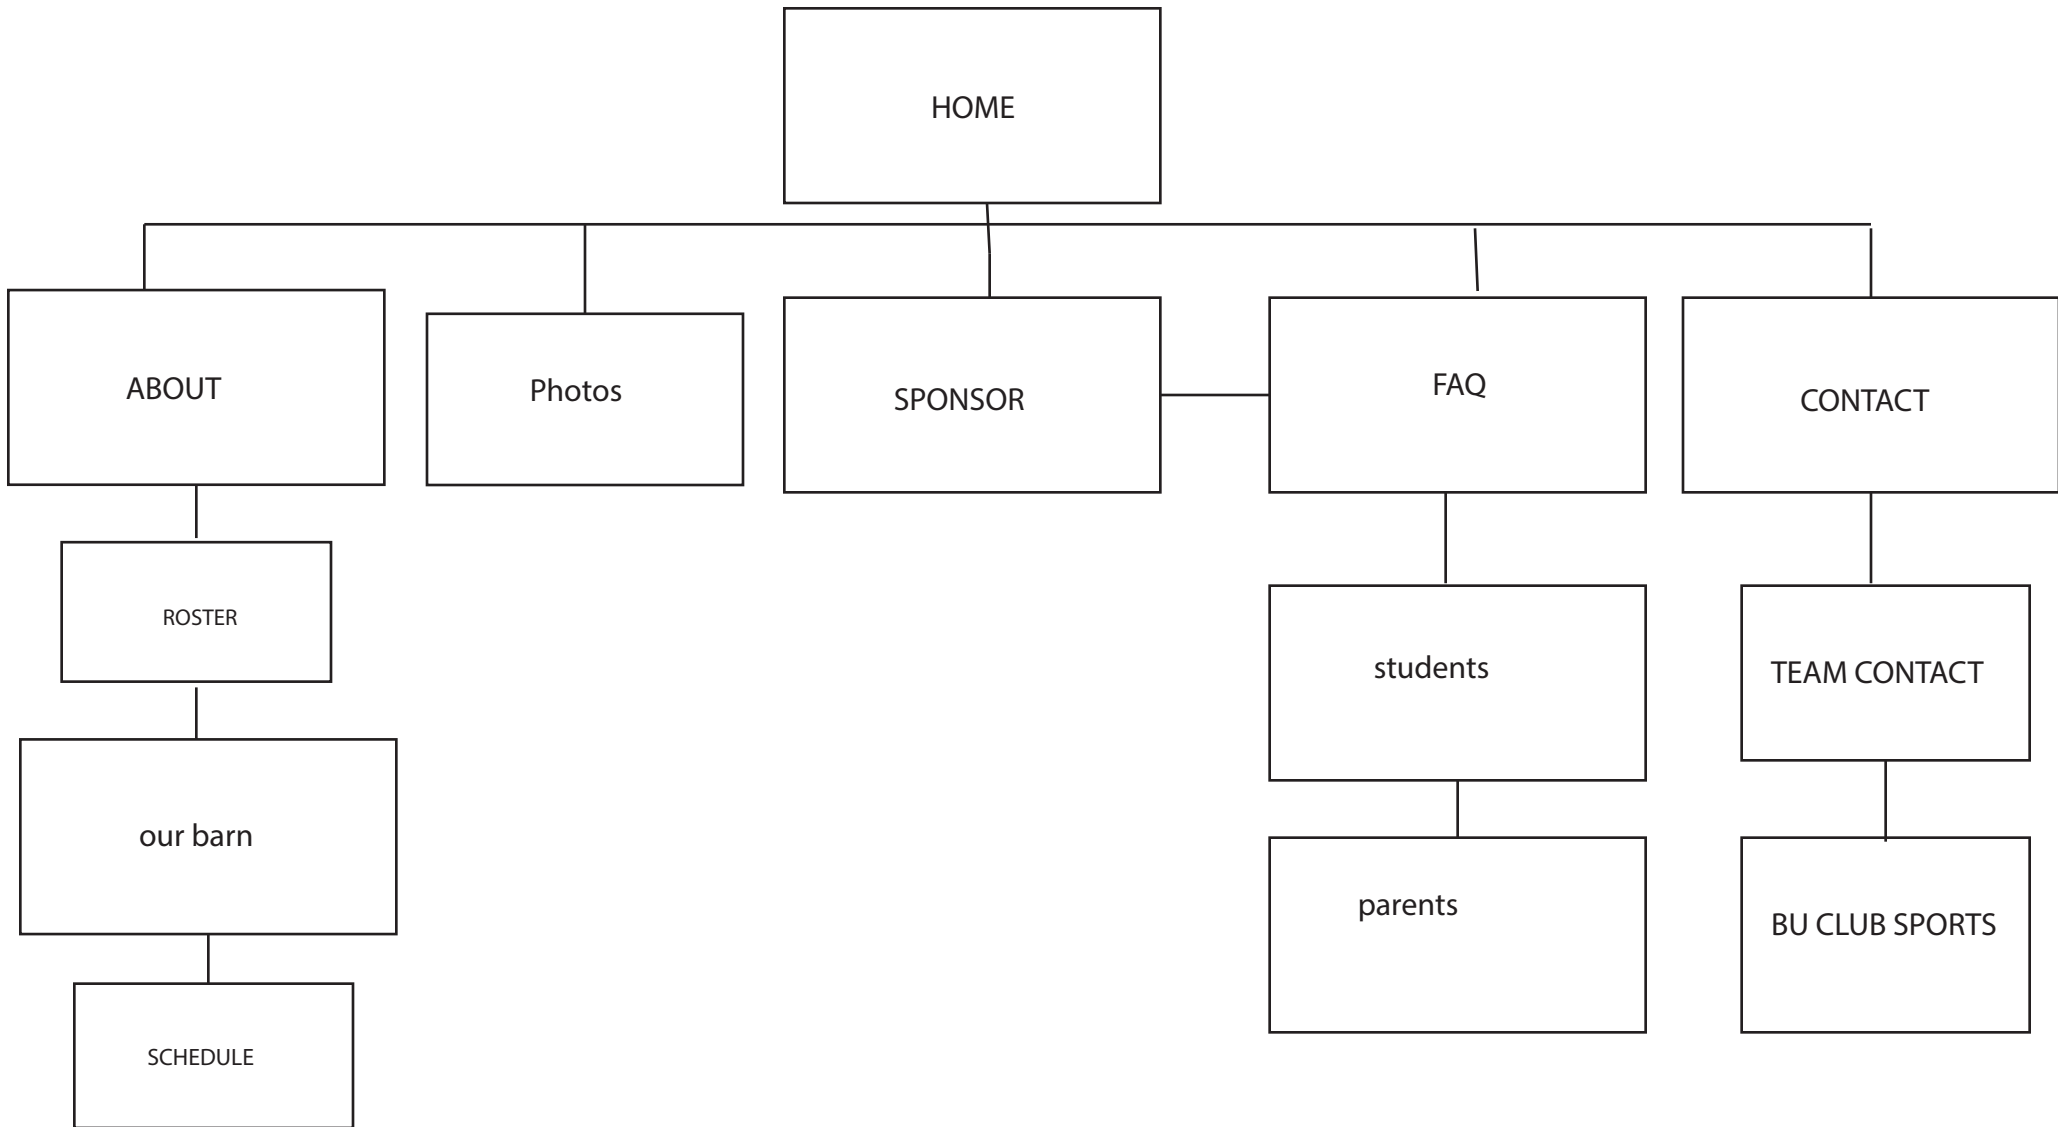 HOME
ABOUT
Photos
SPONSOR
FAQ
CONTACT
ROSTER
students
TEAM CONTACT
our barn
parents
BU CLUB SPORTS
SCHEDULE